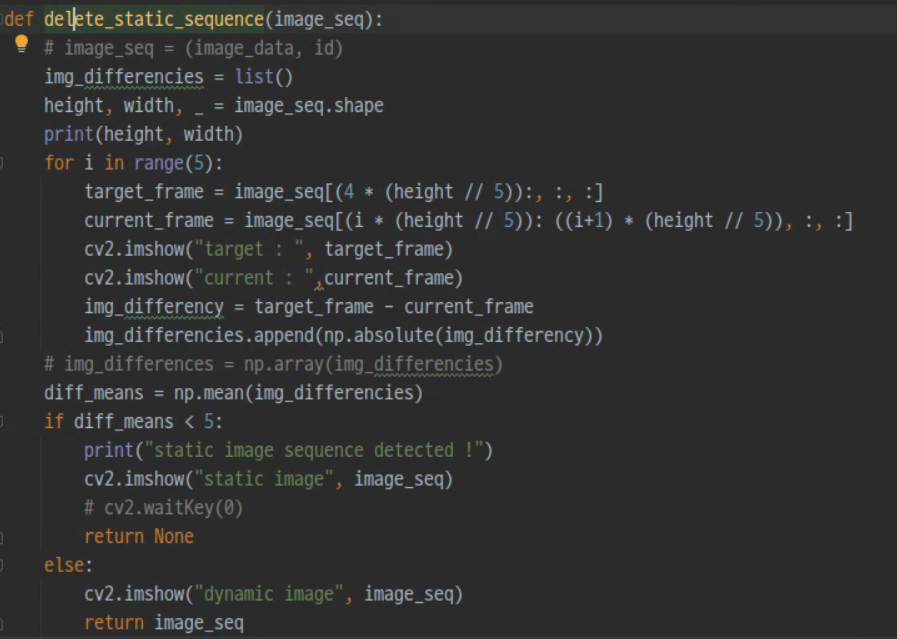 def delete_static_sequence(image_seq):
    # image_seq = (image_data, id)
    img_differencies = list()
    height, width, _ = image_seq.shape
    print(height, width)
    for i in range(5):
        target_frame = image_seq[(4 * (height // 5)):, :, :]
        current_frame = image_seq[(i * (height // 5)): ((i+1) * (height // 5)), :, :]
        cv2.imshow("target : ", target_frame)
        cv2.imshow("current : ",current_frame)
        img_differency = target_frame - current_frame
        img_differencies.append(np.absolute(img_differency))
    # img_differences = np.array(img_differencies)
    diff_means = np.mean(img_differencies)
    if diff_means < 5:
        print("static image sequence detected !")
        cv2.imshow("static image", image_seq)
        # cv2.waitKey(0)
        return None
    else:
        cv2.imshow("dynamic image", image_seq)
        return image_seq